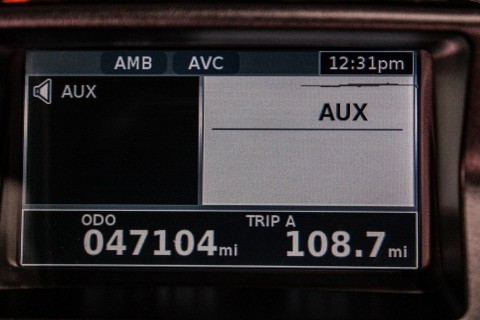 AMB AVC 12:31pm
AUX
AUX
ODO TRIP A
047104mi 108.7mi